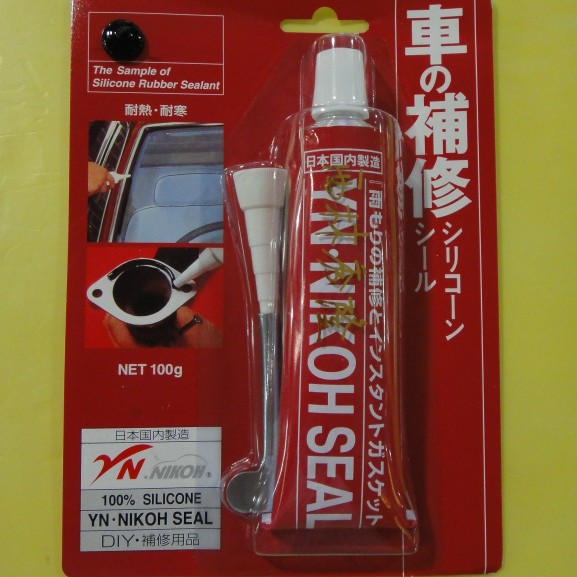 The Sample of
Silicone Rubber Sealant
耐熱・耐寒
NET 100g
日本国内製造
YN.NIKOH®
100% SILICONE
YN・NIKOH SEAL
DIY・補修用品
車の補修
シリコーン
シール
日本国内製造
YN・NIKOH SEAL
『雨もりの補修とインスタントガスケット